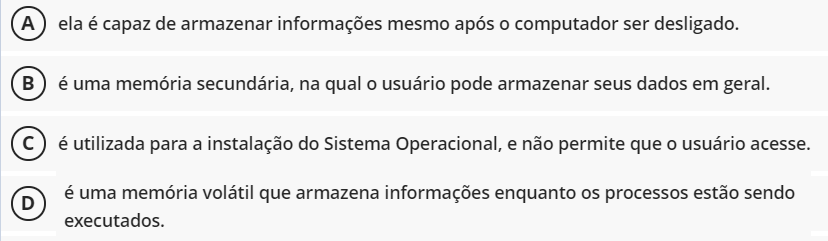 A ela é capaz de armazenar informações mesmo após o computador ser desligado.
B é uma memória secundária, na qual o usuário pode armazenar seus dados em geral.
C é utilizada para a instalação do Sistema Operacional, e não permite que o usuário acesse.
D é uma memória volátil que armazena informações enquanto os processos estão sendo
executados.